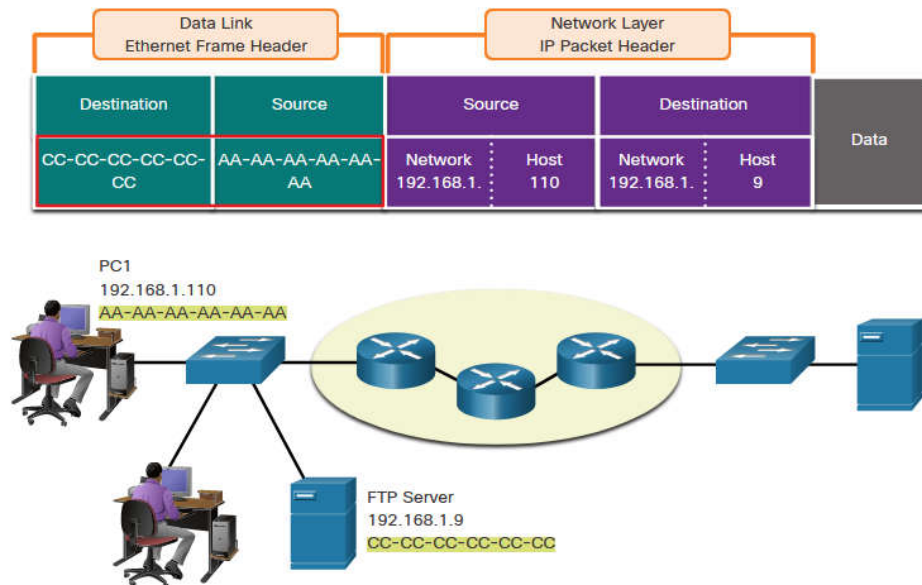 Data Link
Ethernet Frame Header
Network Layer
IP Packet Header
Destination
Source
Source
Destination
Data
CC-CC-CC-CC-CC-
CC
AA-AA-AA-AA-AA-
AA
Network
192.168.1.
Host
110
Network
192.168.1.
Host
9
PC1
192.168.1.110
AA-AA-AA-AA-AA-AA
FTP Server
192.168.1.9
CC-CC-CC-CC-CC-CC